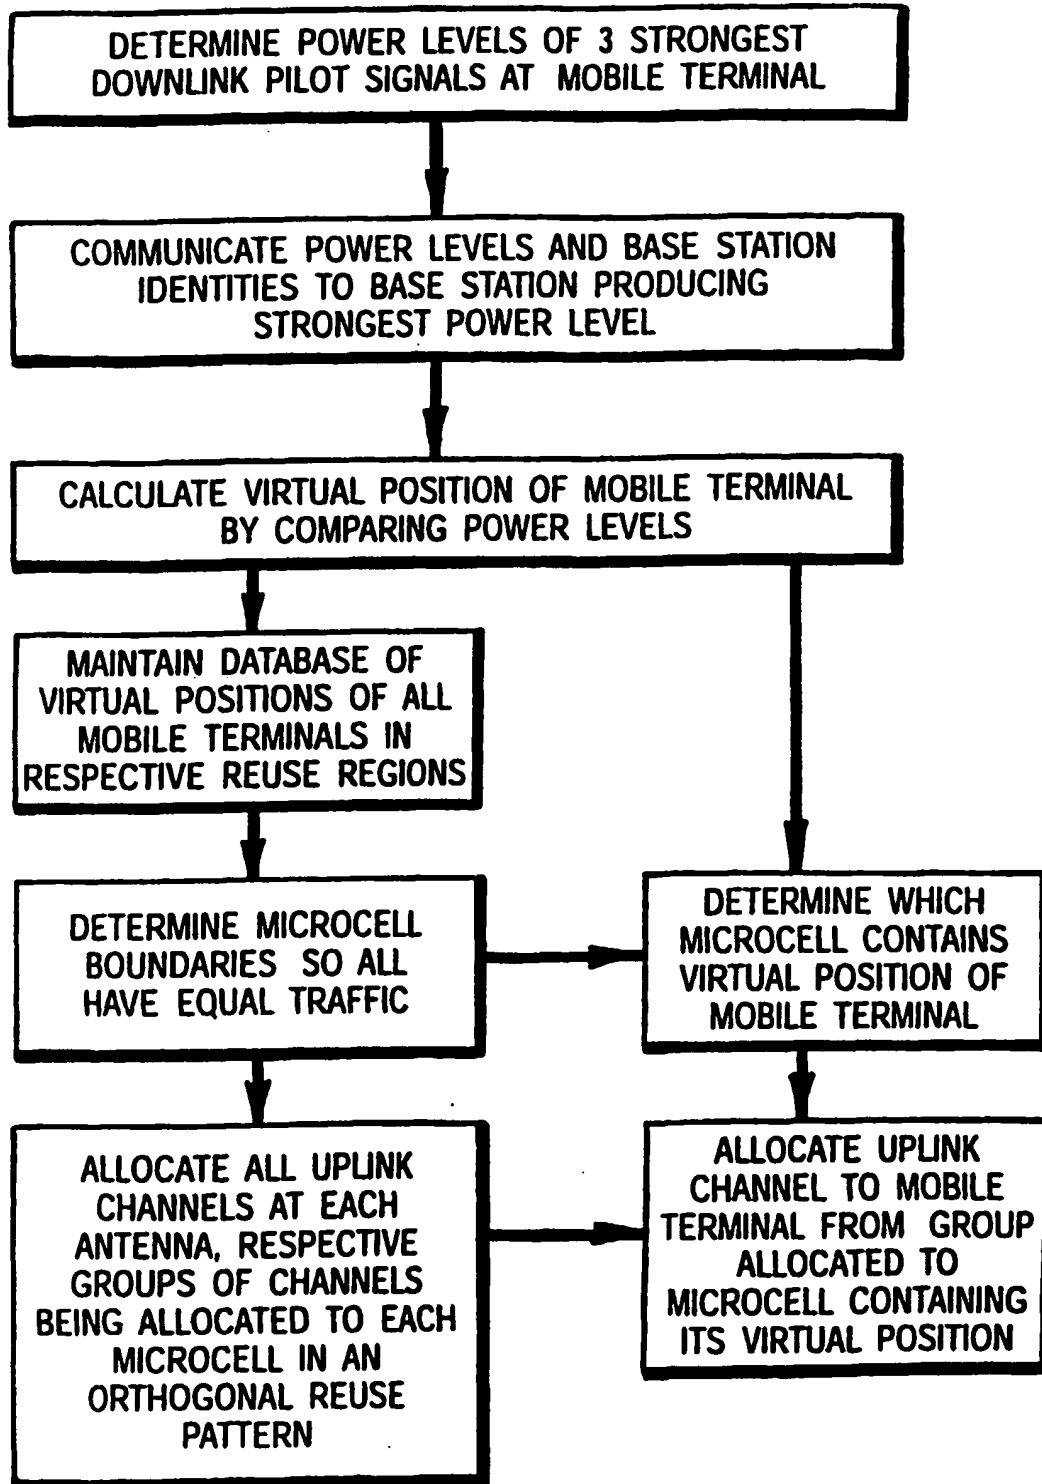 DETERMINE POWER LEVELS OF 3 STRONGEST
DOWNLINK PILOT SIGNALS AT MOBILE TERMINAL
COMMUNICATE POWER LEVELS AND BASE STATION
IDENTITIES TO BASE STATION PRODUCING
STRONGEST POWER LEVEL
CALCULATE VIRTUAL POSITION OF MOBILE TERMINAL
BY COMPARING POWER LEVELS
MAINTAIN DATABASE OF
VIRTUAL POSITIONS OF ALL
MOBILE TERMINALS IN
RESPECTIVE REUSE REGIONS
DETERMINE MICROCELL
BOUNDARIES SO ALL
HAVE EQUAL TRAFFIC
DETERMINE WHICH
MICROCELL CONTAINS
VIRTUAL POSITION OF
MOBILE TERMINAL
ALLOCATE ALL UPLINK
CHANNELS AT EACH
ANTENNA, RESPECTIVE
GROUPS OF CHANNELS
BEING ALLOCATED TO EACH
MICROCELL IN AN
ORTHOGONAL REUSE
PATTERN
ALLOCATE UPLINK
CHANNEL TO MOBILE
TERMINAL FROM GROUP
ALLOCATED TO
MICROCELL CONTAINING
ITS VIRTUAL POSITION